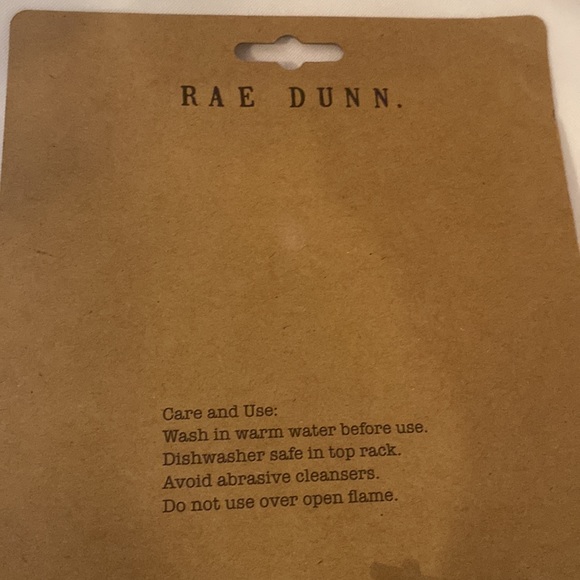 RAE DUNN.
Care and Use:
Wash in warm water before use.
Dishwasher safe in top rack.
Avoid abrasive cleansers.
Do not use over open flame.